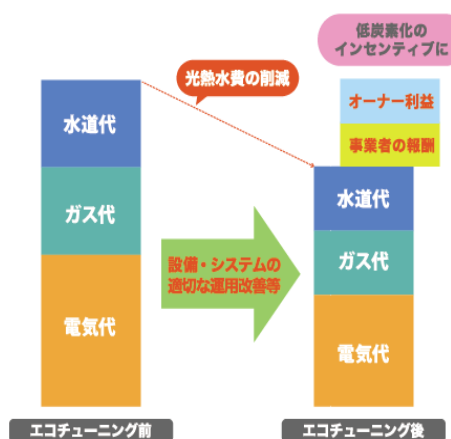 低炭素化の
インセンティブに
光熱水費の削減
オーナー利益
事業者の報酬
水道代
ガス代
電気代
設備・システムの
適切な運用改善等
水道代
ガス代
電気代
エコチューニング前
エコチューニング後